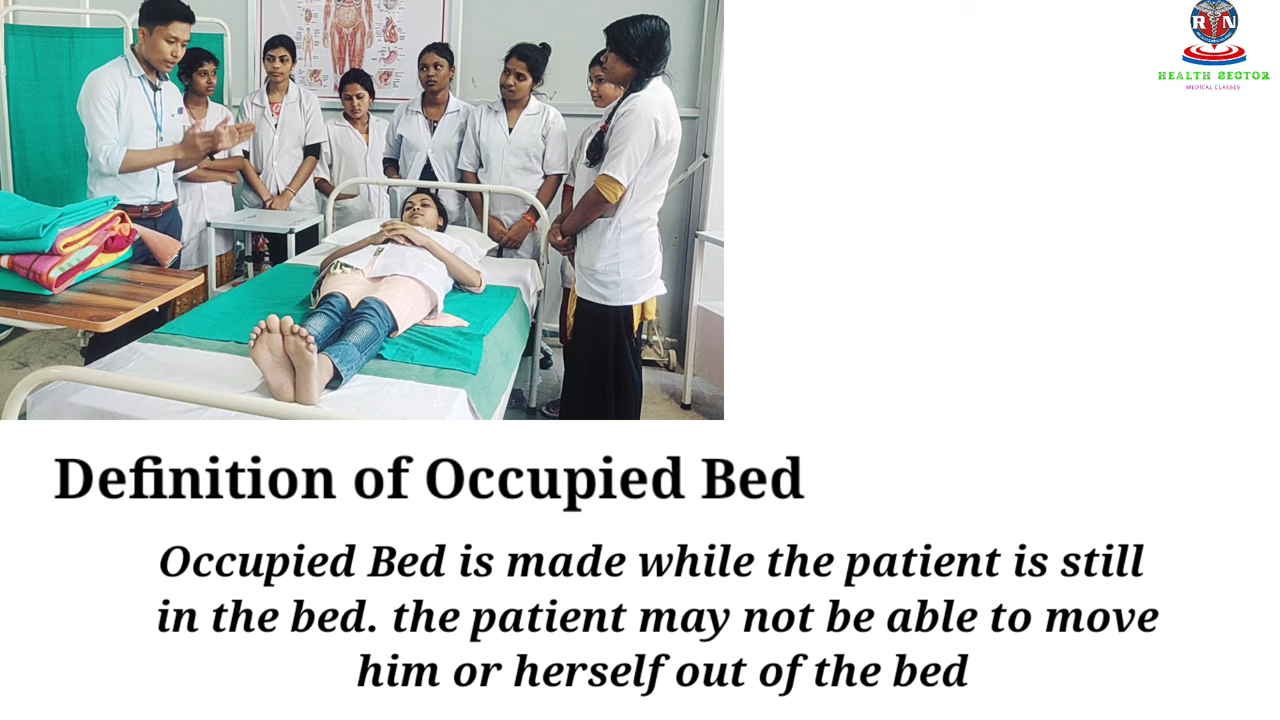 RN
HEALTH SECTOR
MEDICAL CLASSES
Definition of Occupied Bed
Occupied Bed is made while the patient is still
in the bed. the patient may not be able to move
him or herself out of the bed